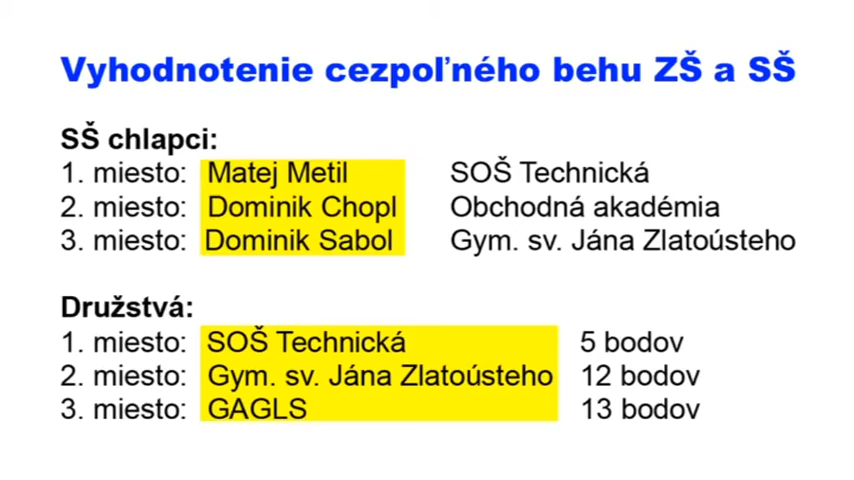 Vyhodnotenie cezpoľného behu ZŠ a SŠ
SŠ chlapci:
1. miesto: Matej Metil SOŠ Technická
2. miesto: Dominik Chopl Obchodná akadémia
3. miesto: Dominik Sabol Gym. sv. Jána Zlatoústeho
Družstvá:
1. miesto: SOŠ Technická 5 bodov
2. miesto: Gym. sv. Jána Zlatoústeho 12 bodov
3. miesto: GAGLS 13 bodov